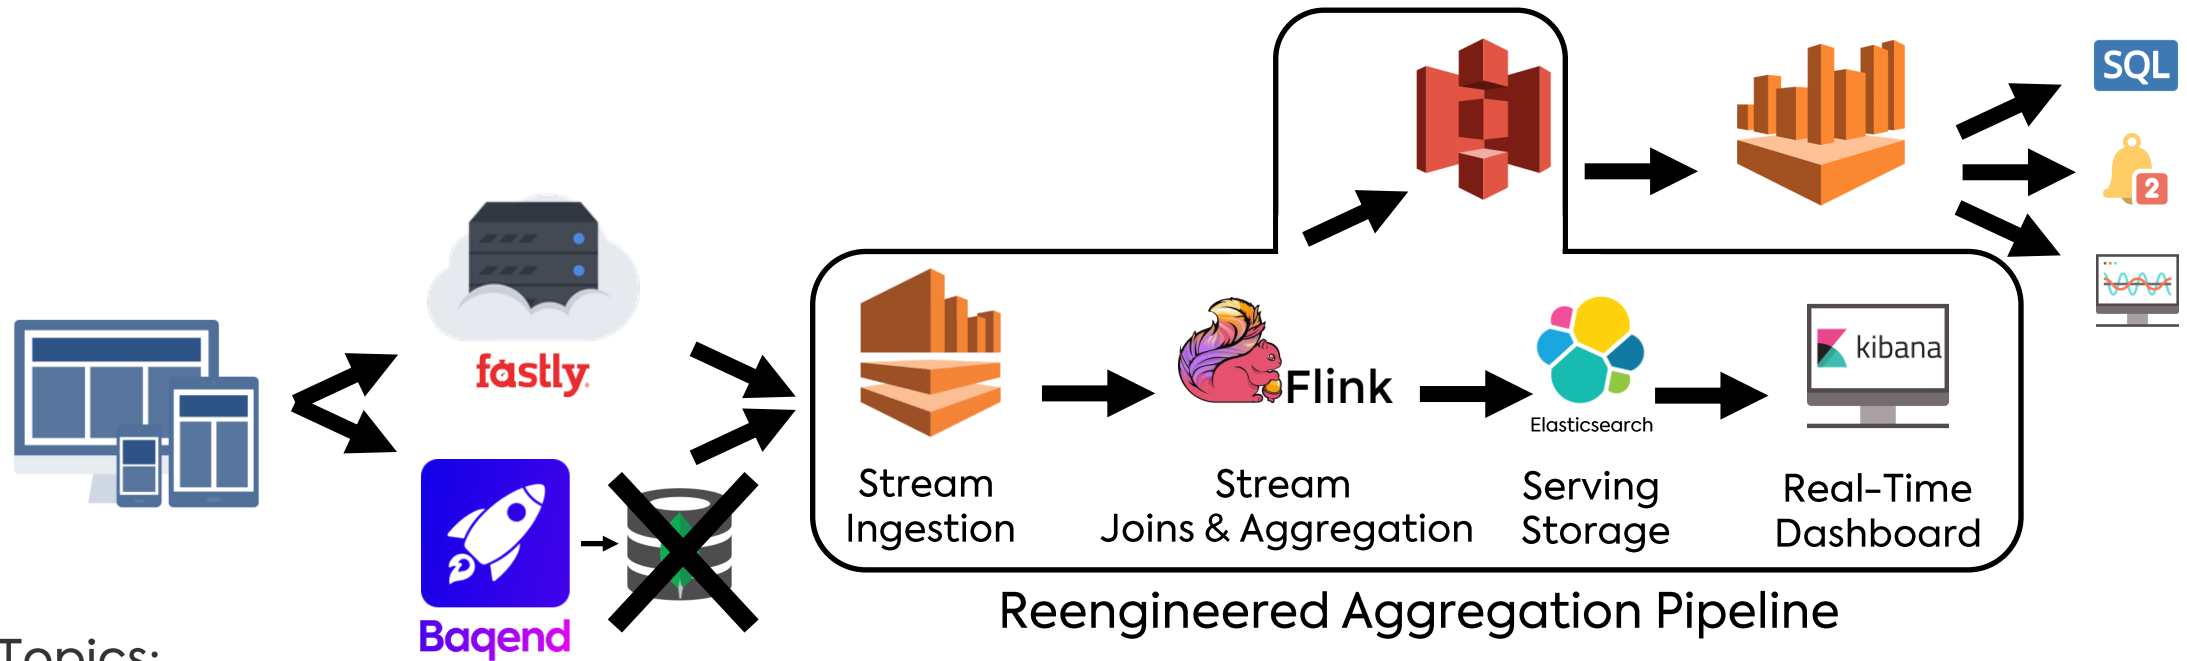 SQL
2
fastly
kibana
Flink
Elasticsearch
Stream
Ingestion
Stream
Joins & Aggregation
Serving
Storage
Real-Time
Dashboard
Baqend
Reengineered Aggregation Pipeline
Topics: